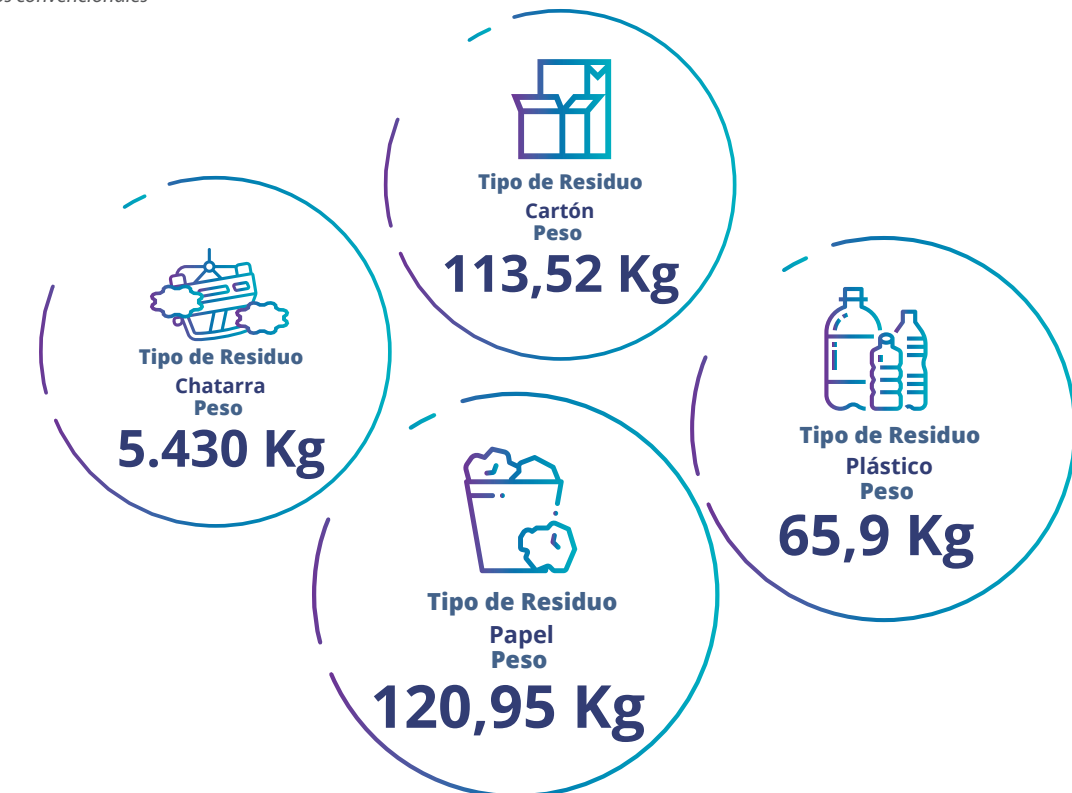 convencionales
Tipo de Residuo
Cartón
Peso
113,52 Kg
Tipo de Residuo
Chatarra
Peso
5.430 Kg
Tipo de Residuo
Plástico
Peso
65,9 Kg
Tipo de Residuo
Papel
Peso
120,95 Kg